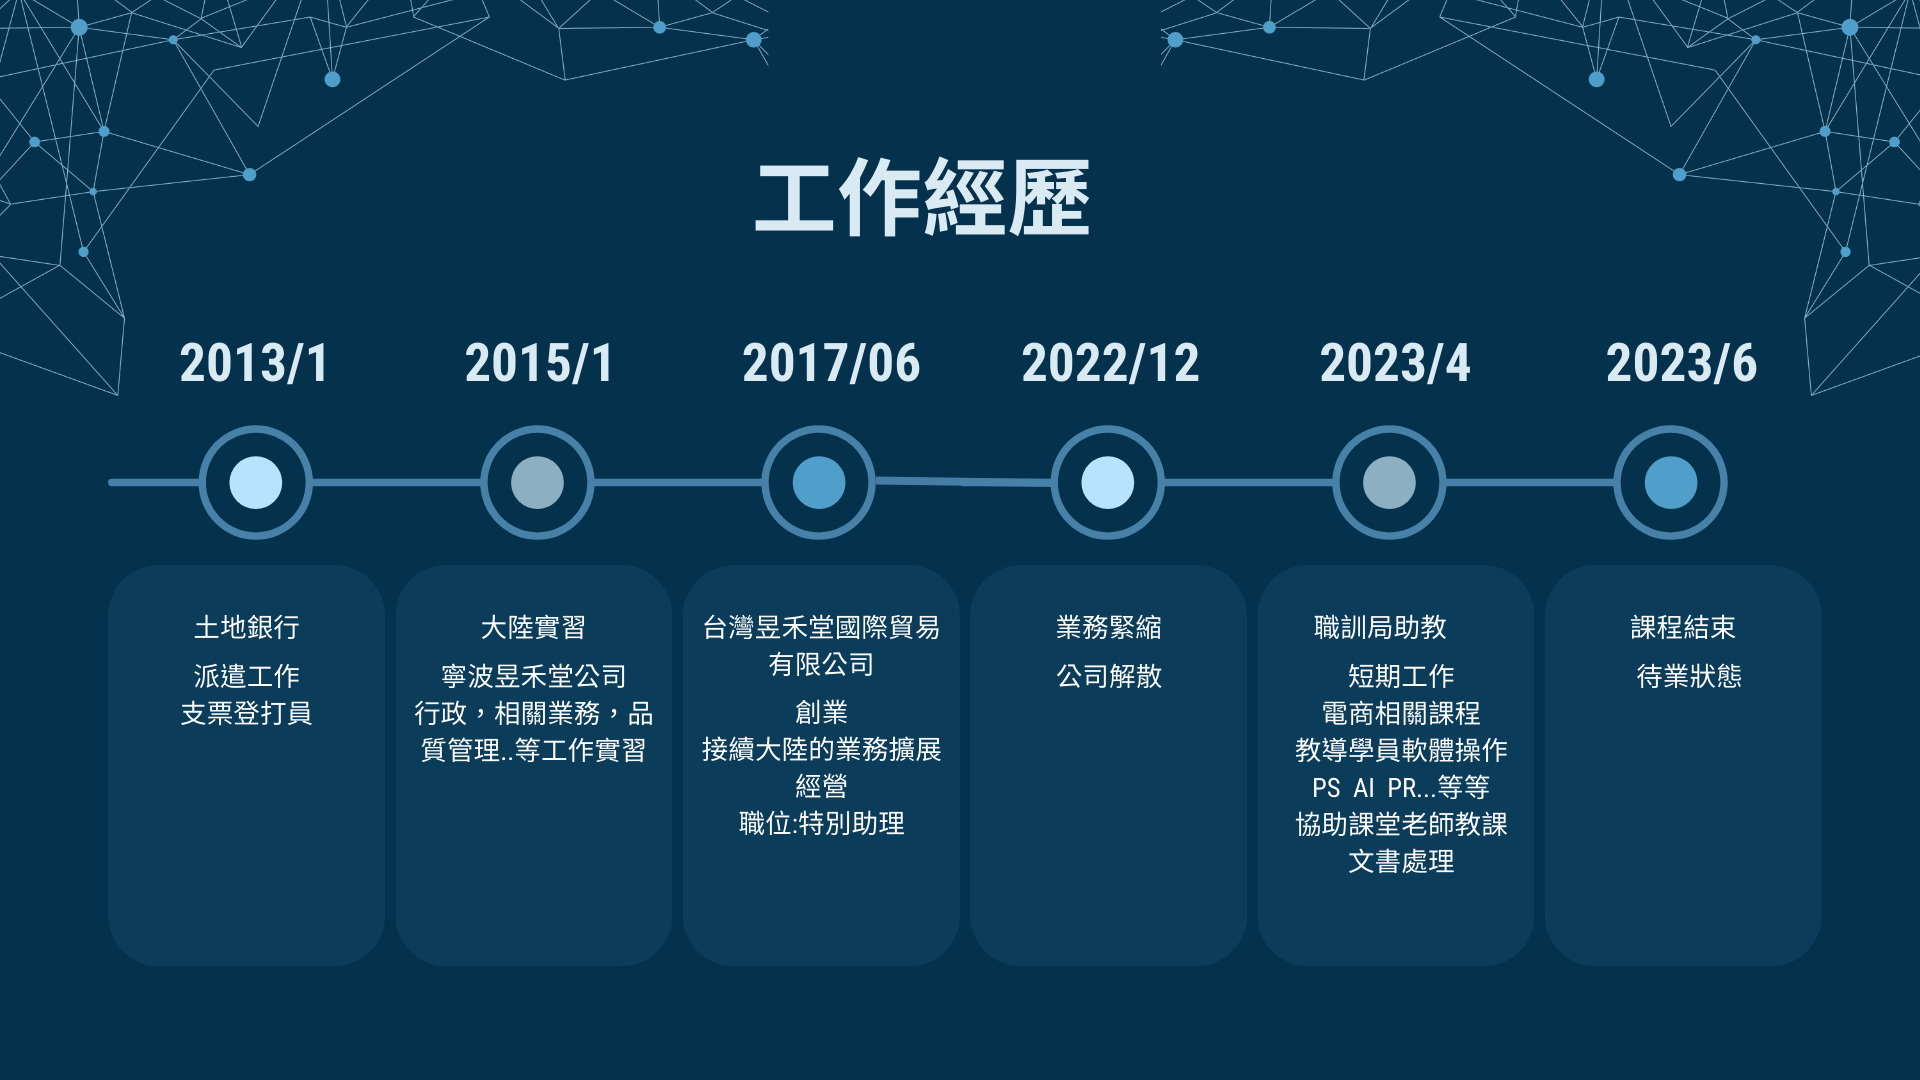 工作經歷
2013/1
2015/1
2017/06
2022/12
2023/4
2023/6
土地銀行
派遣工作
支票登打員
大陸實習
寧波昱禾堂公司
行政，相關業務，品
質管理..等工作實習
台灣昱禾堂國際貿易
有限公司
創業
接續大陸的業務擴展
經營
職位:特別助理
業務緊縮
公司解散
職訓局助教
短期工作
電商相關課程
教導學員軟體操作
PS AI PR...等等
協助課堂老師教課
文書處理
課程結束
待業狀態